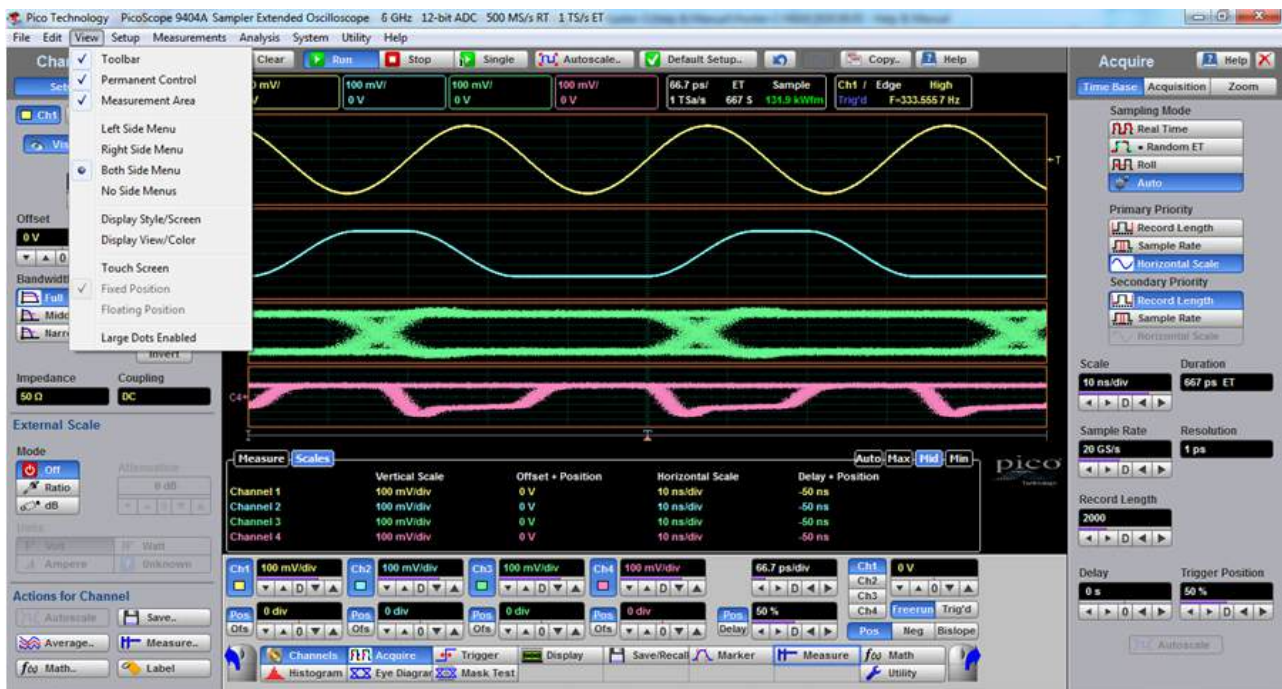 Pico Technology PicoScope 9404A Sampler Extended Oscilloscope 6 GHz 12-bit ADC 500 MS/s RT 1 TS/s ET
File Edit View Setup Measurements Analysis System Utility Help
Clear Run Stop Single Autoscale.. Default Setup.. Copy.. Help
Toolbar
Permanent Control
Measurement Area
Left Side Menu
Right Side Menu
Both Side Menu
No Side Menus
Display Style/Screen
Display View/Color
Touch Screen
Fixed Position
Floating Position
Large Dots Enabled
Ch1
Offset
0 V
Full
Invert
Impedance Coupling
50 Ω DC
External Scale
Mode
Off Attenuation
Ratio 0 dB
dB
Units
Volt Watt
Ampere Unknown
Actions for Channel
Autoscale Save..
Average.. Measure..
Math.. Label
100 mV/ 100 mV/ 100 mV/ 66.7 ps/ ET Sample Ch1 / Edge High
0 V 0 V 0 V 1 TSa/s 667 S 131.9 kWfm Trig'd F=333.555 7 Hz
T
C4
T
Measure Scales Auto Max Mid Min
Vertical Scale Offset + Position Horizontal Scale Delay + Position
Channel 1 100 mV/div 0 V 10 ns/div -50 ns
Channel 2 100 mV/div 0 V 10 ns/div -50 ns
Channel 3 100 mV/div 0 V 10 ns/div -50 ns
Channel 4 100 mV/div 0 V 10 ns/div -50 ns
pico
Technology
Ch1 100 mV/div Ch2 100 mV/div Ch3 100 mV/div Ch4 100 mV/div 66.7 ps/div Ch1 0 V
D D D D D Ch2 0
Ch3
Pos 0 div Pos 0 div Pos 0 div Pos 0 div Pos 50 % Ch4 Freerun Trig'd
Ofs 0 Ofs 0 Ofs 0 Ofs 0 Delay D Pos Neg Bislope
Channels Acquire Trigger Display Save/Recall Marker Measure Math
Histogram Eye Diagram Mask Test Utility
Acquire Help X
Time Base Acquisition Zoom
Sampling Mode
Real Time
Random ET
Roll
Auto
Primary Priority
Record Length
Sample Rate
Horizontal Scale
Secondary Priority
Record Length
Sample Rate
Horizontal Scale
Scale Duration
10 ns/div 667 ps ET
D
Sample Rate Resolution
20 GS/s 1 ps
D
Record Length
2000
D
Delay Trigger Position
0 s 50 %
0 D
Autoscale